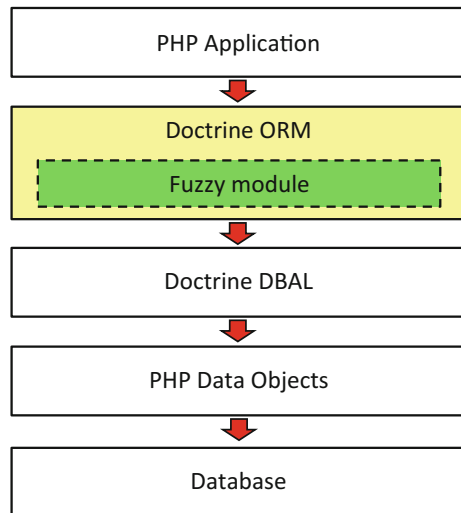 PHP Application
Doctrine ORM
Fuzzy module
Doctrine DBAL
PHP Data Objects
Database